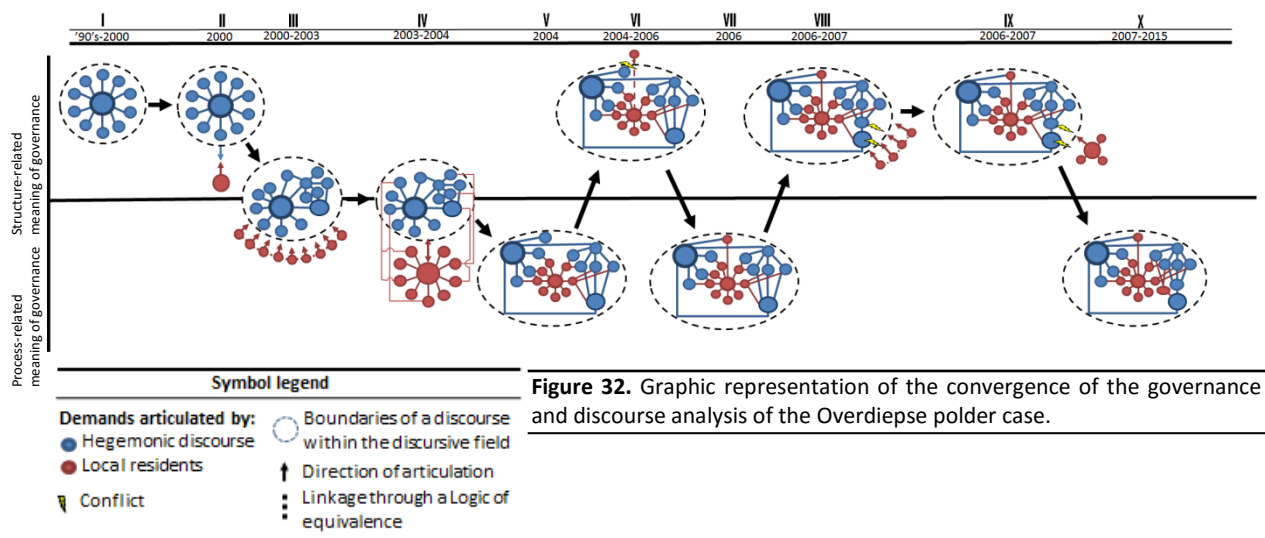 I II III IV V VI VII VIII IX X
'90's-2000 2000 2000-2003 2003-2004 2004 2004-2006 2006 2006-2007 2006-2007 2007-2015
Structure-related
meaning of governance
Process-related
meaning of governance
Symbol legend
Demands articulated by:
Hegemonic discourse
Local residents
Conflict
Boundaries of a discourse
within the discursive field
Direction of articulation
Linkage through a Logic of
equivalence
Figure 32. Graphic representation of the convergence of the governance
and discourse analysis of the Overdiepse polder case.